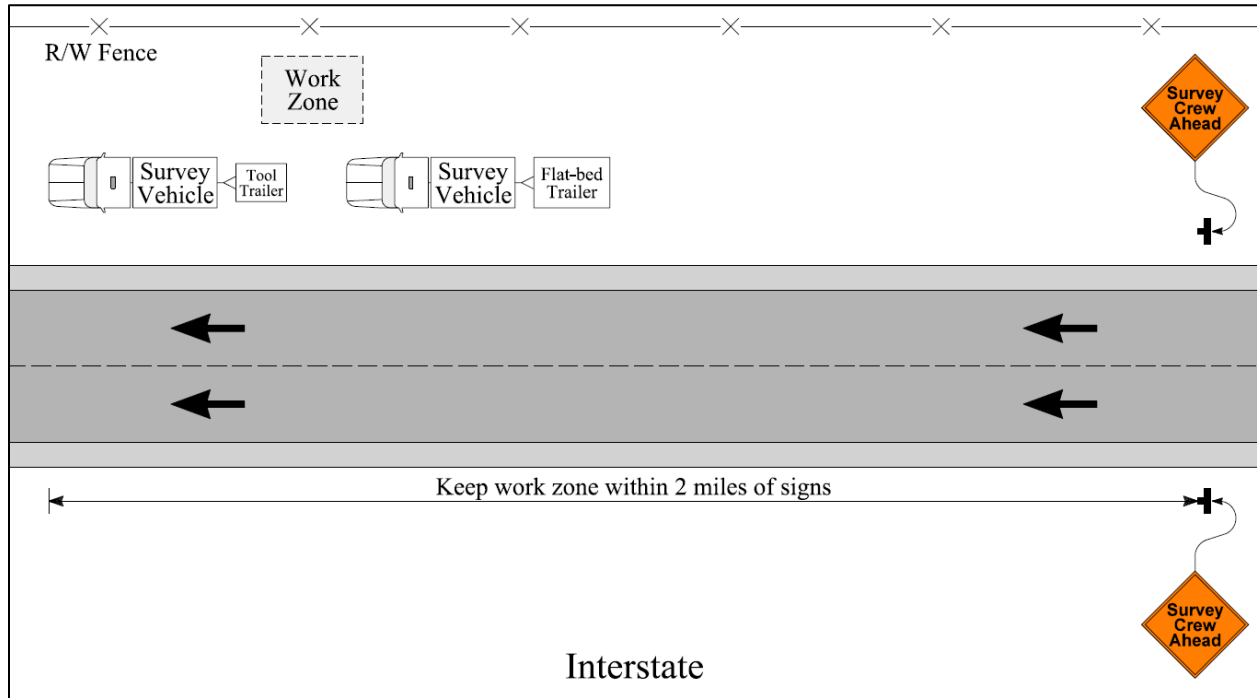 R/W Fence
Work
Zone
Survey
Crew
Ahead
Survey
Vehicle
Tool
Trailer
Survey
Vehicle
Flat-bed
Trailer
Keep work zone within 2 miles of signs
Survey
Crew
Ahead
Interstate